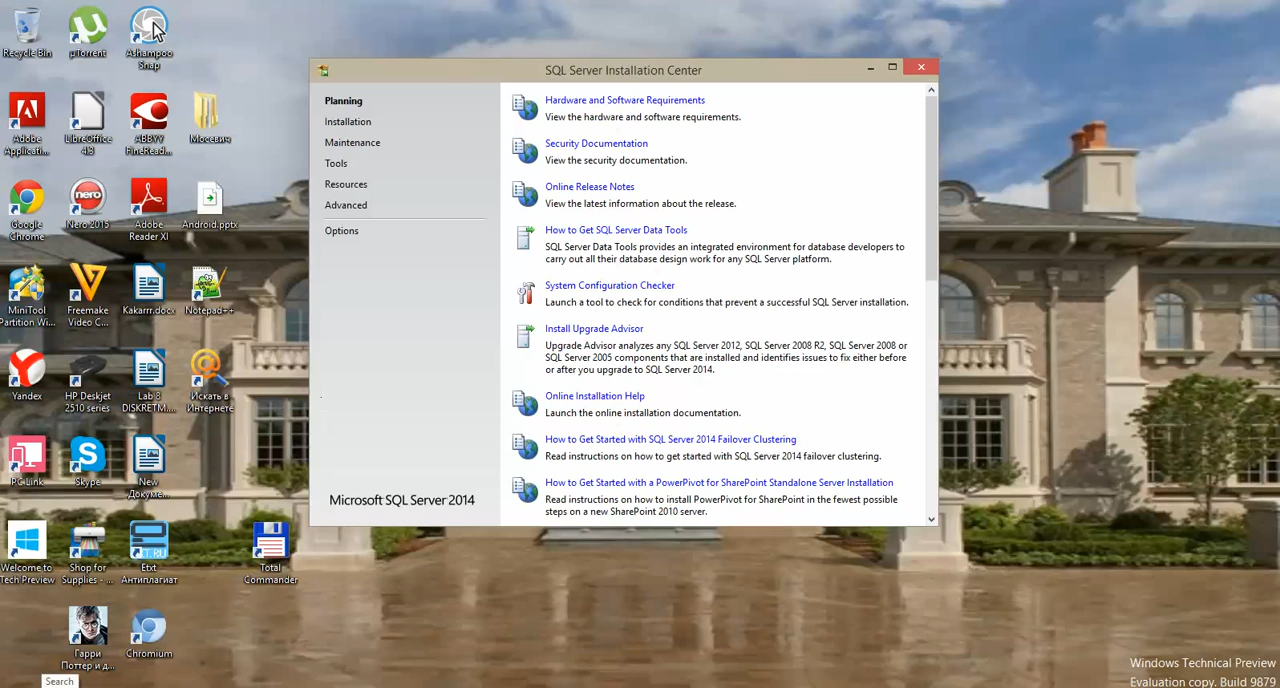 Recycle Bin
µTorrent
Ashampoo
Snap
Adobe
Applicati...
LibreOffice
4.3
ABBYY
FineRead...
Мосевич
Google
Chrome
Nero 2015
Adobe
Reader XI
Android.pptx
MiniTool
Partition Wi...
Freemake
Video C...
Kakarrr.docx
Notepad++
Yandex
HP Deskjet
2510 series
Lab 8
DISKRETM...
Искать в
Интернете
PC Link
Skype
New
Докуме...
Welcome to
Tech Preview
Shop for
Supplies - ...
Etxt
Антиплагиат
Total
Commander
Гарри
Поттер и д...
Chromium
Search
SQL Server Installation Center
Planning
Installation
Maintenance
Tools
Resources
Advanced
Options
Microsoft SQL Server 2014
Hardware and Software Requirements
View the hardware and software requirements.
Security Documentation
View the security documentation.
Online Release Notes
View the latest information about the release.
How to Get SQL Server Data Tools
SQL Server Data Tools provides an integrated environment for database developers to
carry out all their database design work for any SQL Server platform.
System Configuration Checker
Launch a tool to check for conditions that prevent a successful SQL Server installation.
Install Upgrade Advisor
Upgrade Advisor analyzes any SQL Server 2012, SQL Server 2008 R2, SQL Server 2008 or
SQL Server 2005 components that are installed and identifies issues to fix either before
or after you upgrade to SQL Server 2014.
Online Installation Help
Launch the online installation documentation.
How to Get Started with SQL Server 2014 Failover Clustering
Read instructions on how to get started with SQL Server 2014 failover clustering.
How to Get Started with a PowerPivot for SharePoint Standalone Server Installation
Read instructions on how to install PowerPivot for SharePoint in the fewest possible
steps on a new SharePoint 2010 server.
Windows Technical Preview
Evaluation copy. Build 9879